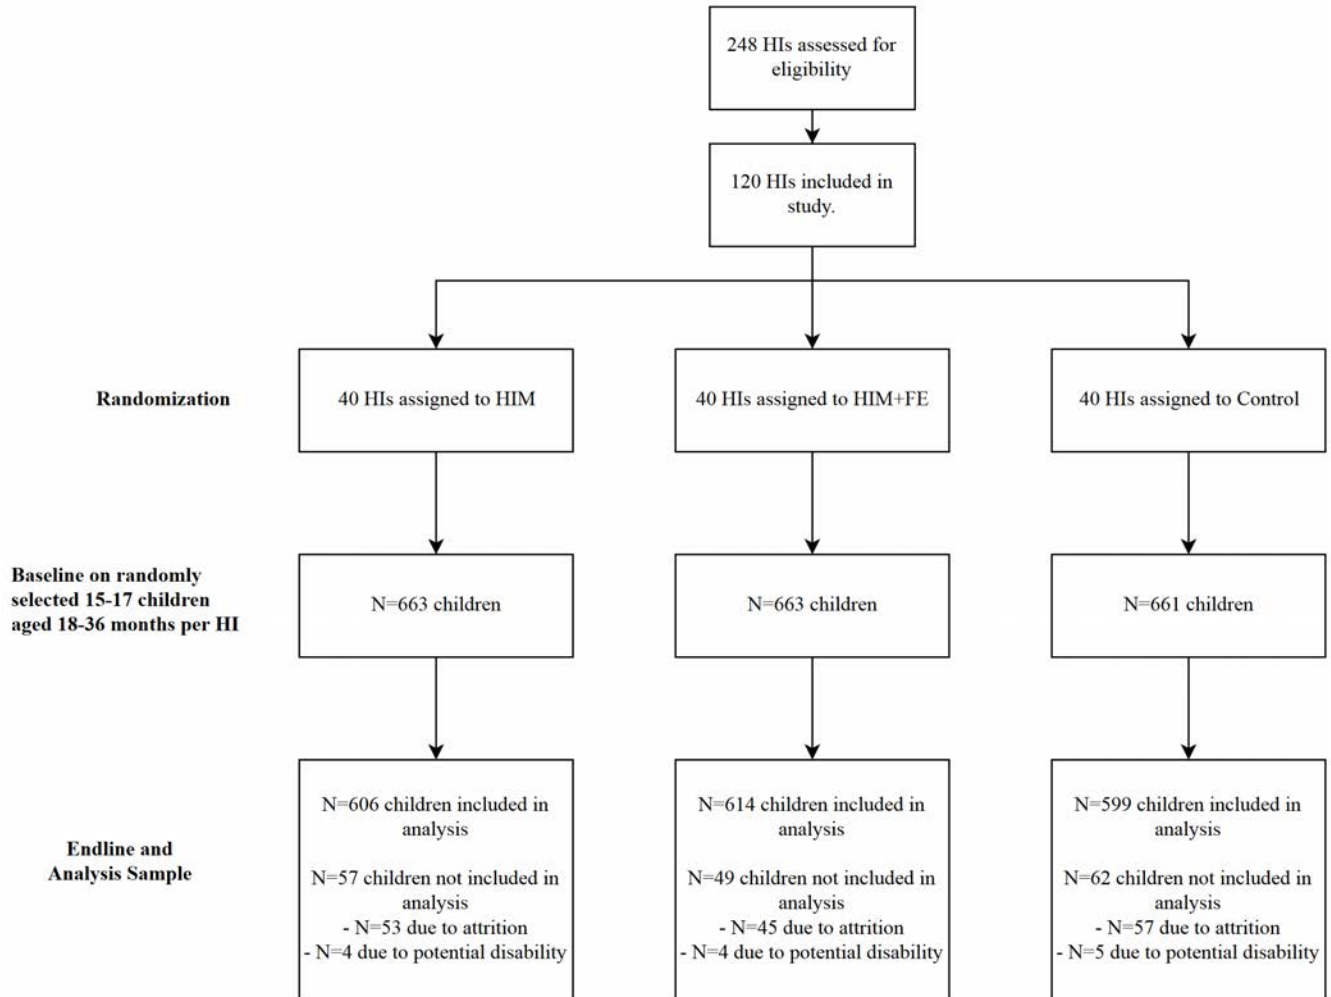 248 HIs assessed for
eligibility
120 HIs included in
study.
Randomization
40 HIs assigned to HIM
40 HIs assigned to HIM+FE
40 HIs assigned to Control
Baseline on randomly
selected 15-17 children
aged 18-36 months per HI
N=663 children
N=663 children
N=661 children
Endline and
Analysis Sample
N=606 children included in
analysis
N=57 children not included in
analysis
- N=53 due to attrition
- N=4 due to potential disability
N=614 children included in
analysis
N=49 children not included in
analysis
- N=45 due to attrition
- N=4 due to potential disability
N=599 children included in
analysis
N=62 children not included in
analysis
- N=57 due to attrition
- N=5 due to potential disability